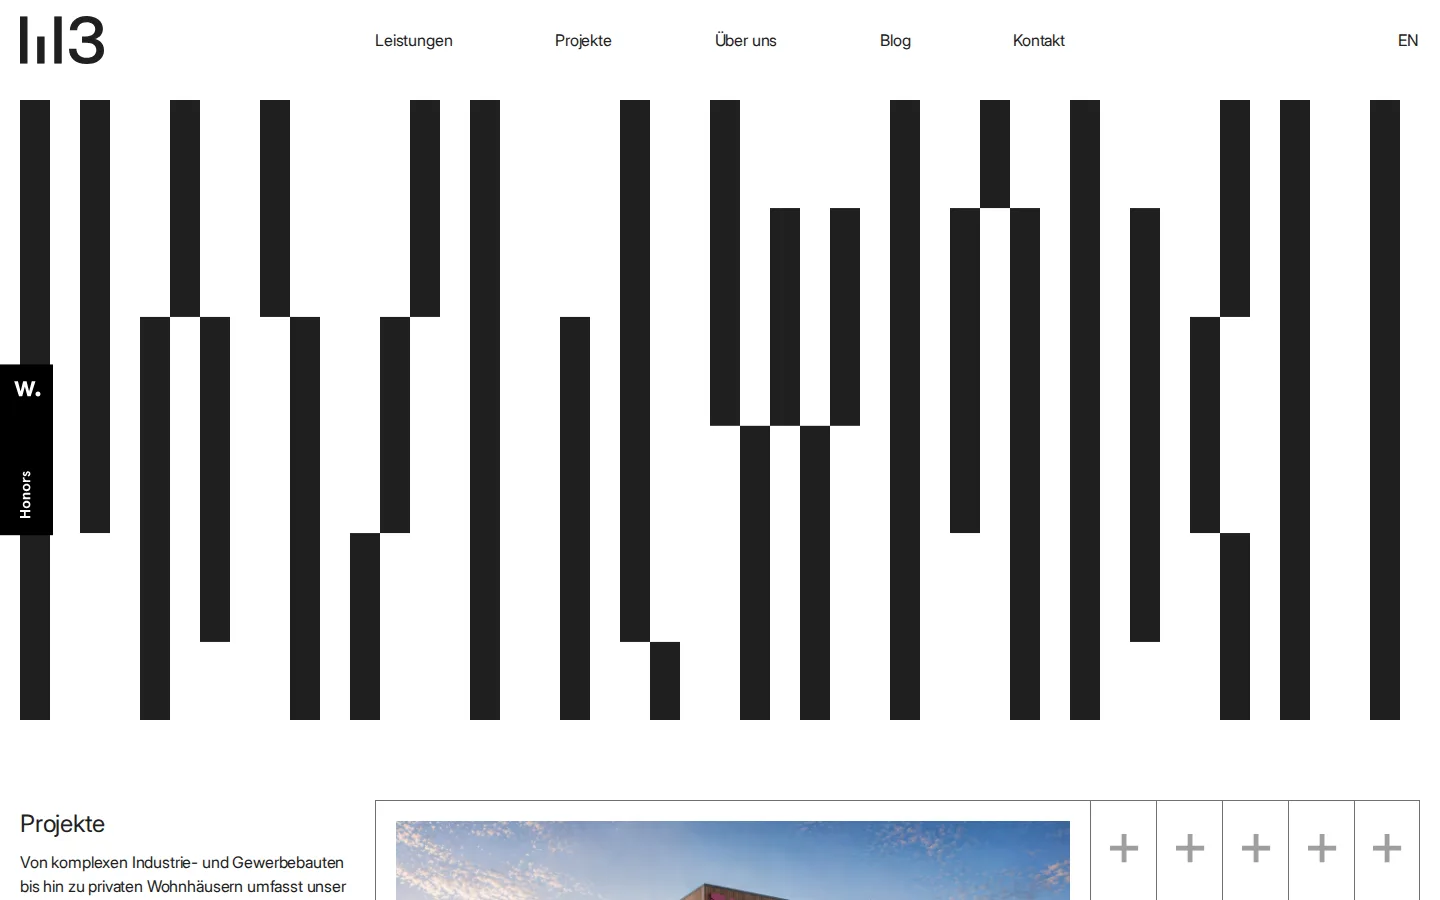 Leistungen
Projekte
Über uns
Blog
Kontakt
EN
W.
Honors
Projekte
Von komplexen Industrie- und Gewerbebauten
bis hin zu privaten Wohnhäusern umfasst unser